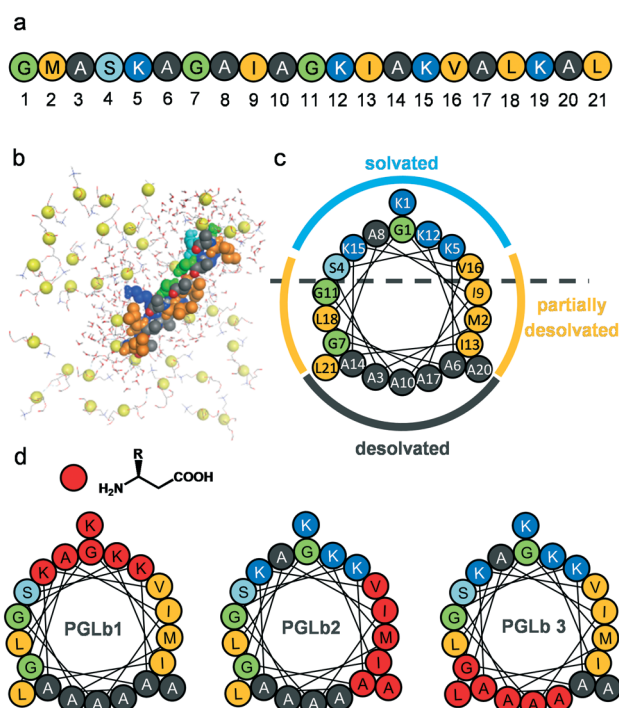 a
G M A S K A G A I A G K I A K V A L K A L
1 2 3 4 5 6 7 8 9 10 11 12 13 14 15 16 17 18 19 20 21
b
c
solvated
K1
A8 G1 K12
K15 K5
S4 V16
G11 I9
L18 M2
G7 I13
L21 A14 A3 A10 A17 A6 A20
partially
desolvated
desolvated
d
R
H₂N COOH
K
K A G K K
S V
G I
L PGLb1 M
G I
L A A A A A A
K
K A G K K
S V
G I
L PGLb2 M
G I
L A A A A A A
K
K A G K K
S V
G I
L PGLb 3 M
G I
L A A A A A A